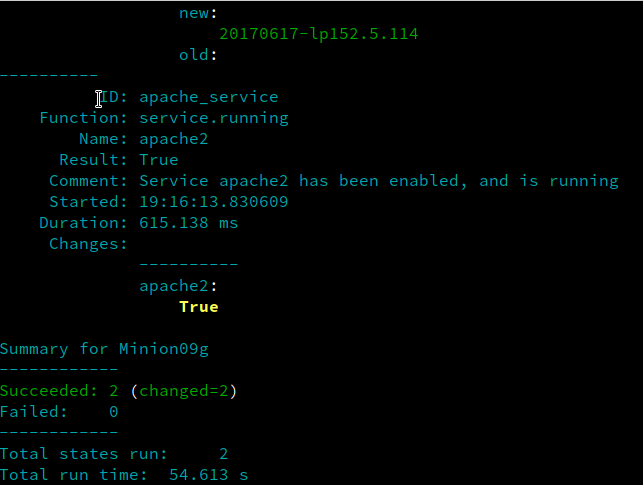 new:
20170617-lp152.5.114
old:
----------
ID: apache_service
Function: service.running
Name: apache2
Result: True
Comment: Service apache2 has been enabled, and is running
Started: 19:16:13.830609
Duration: 615.138 ms
Changes:
----------
apache2:
True
Summary for Minion09g
------------
Succeeded: 2 (changed=2)
Failed:    0
------------
Total states run:     2
Total run time:  54.613 s